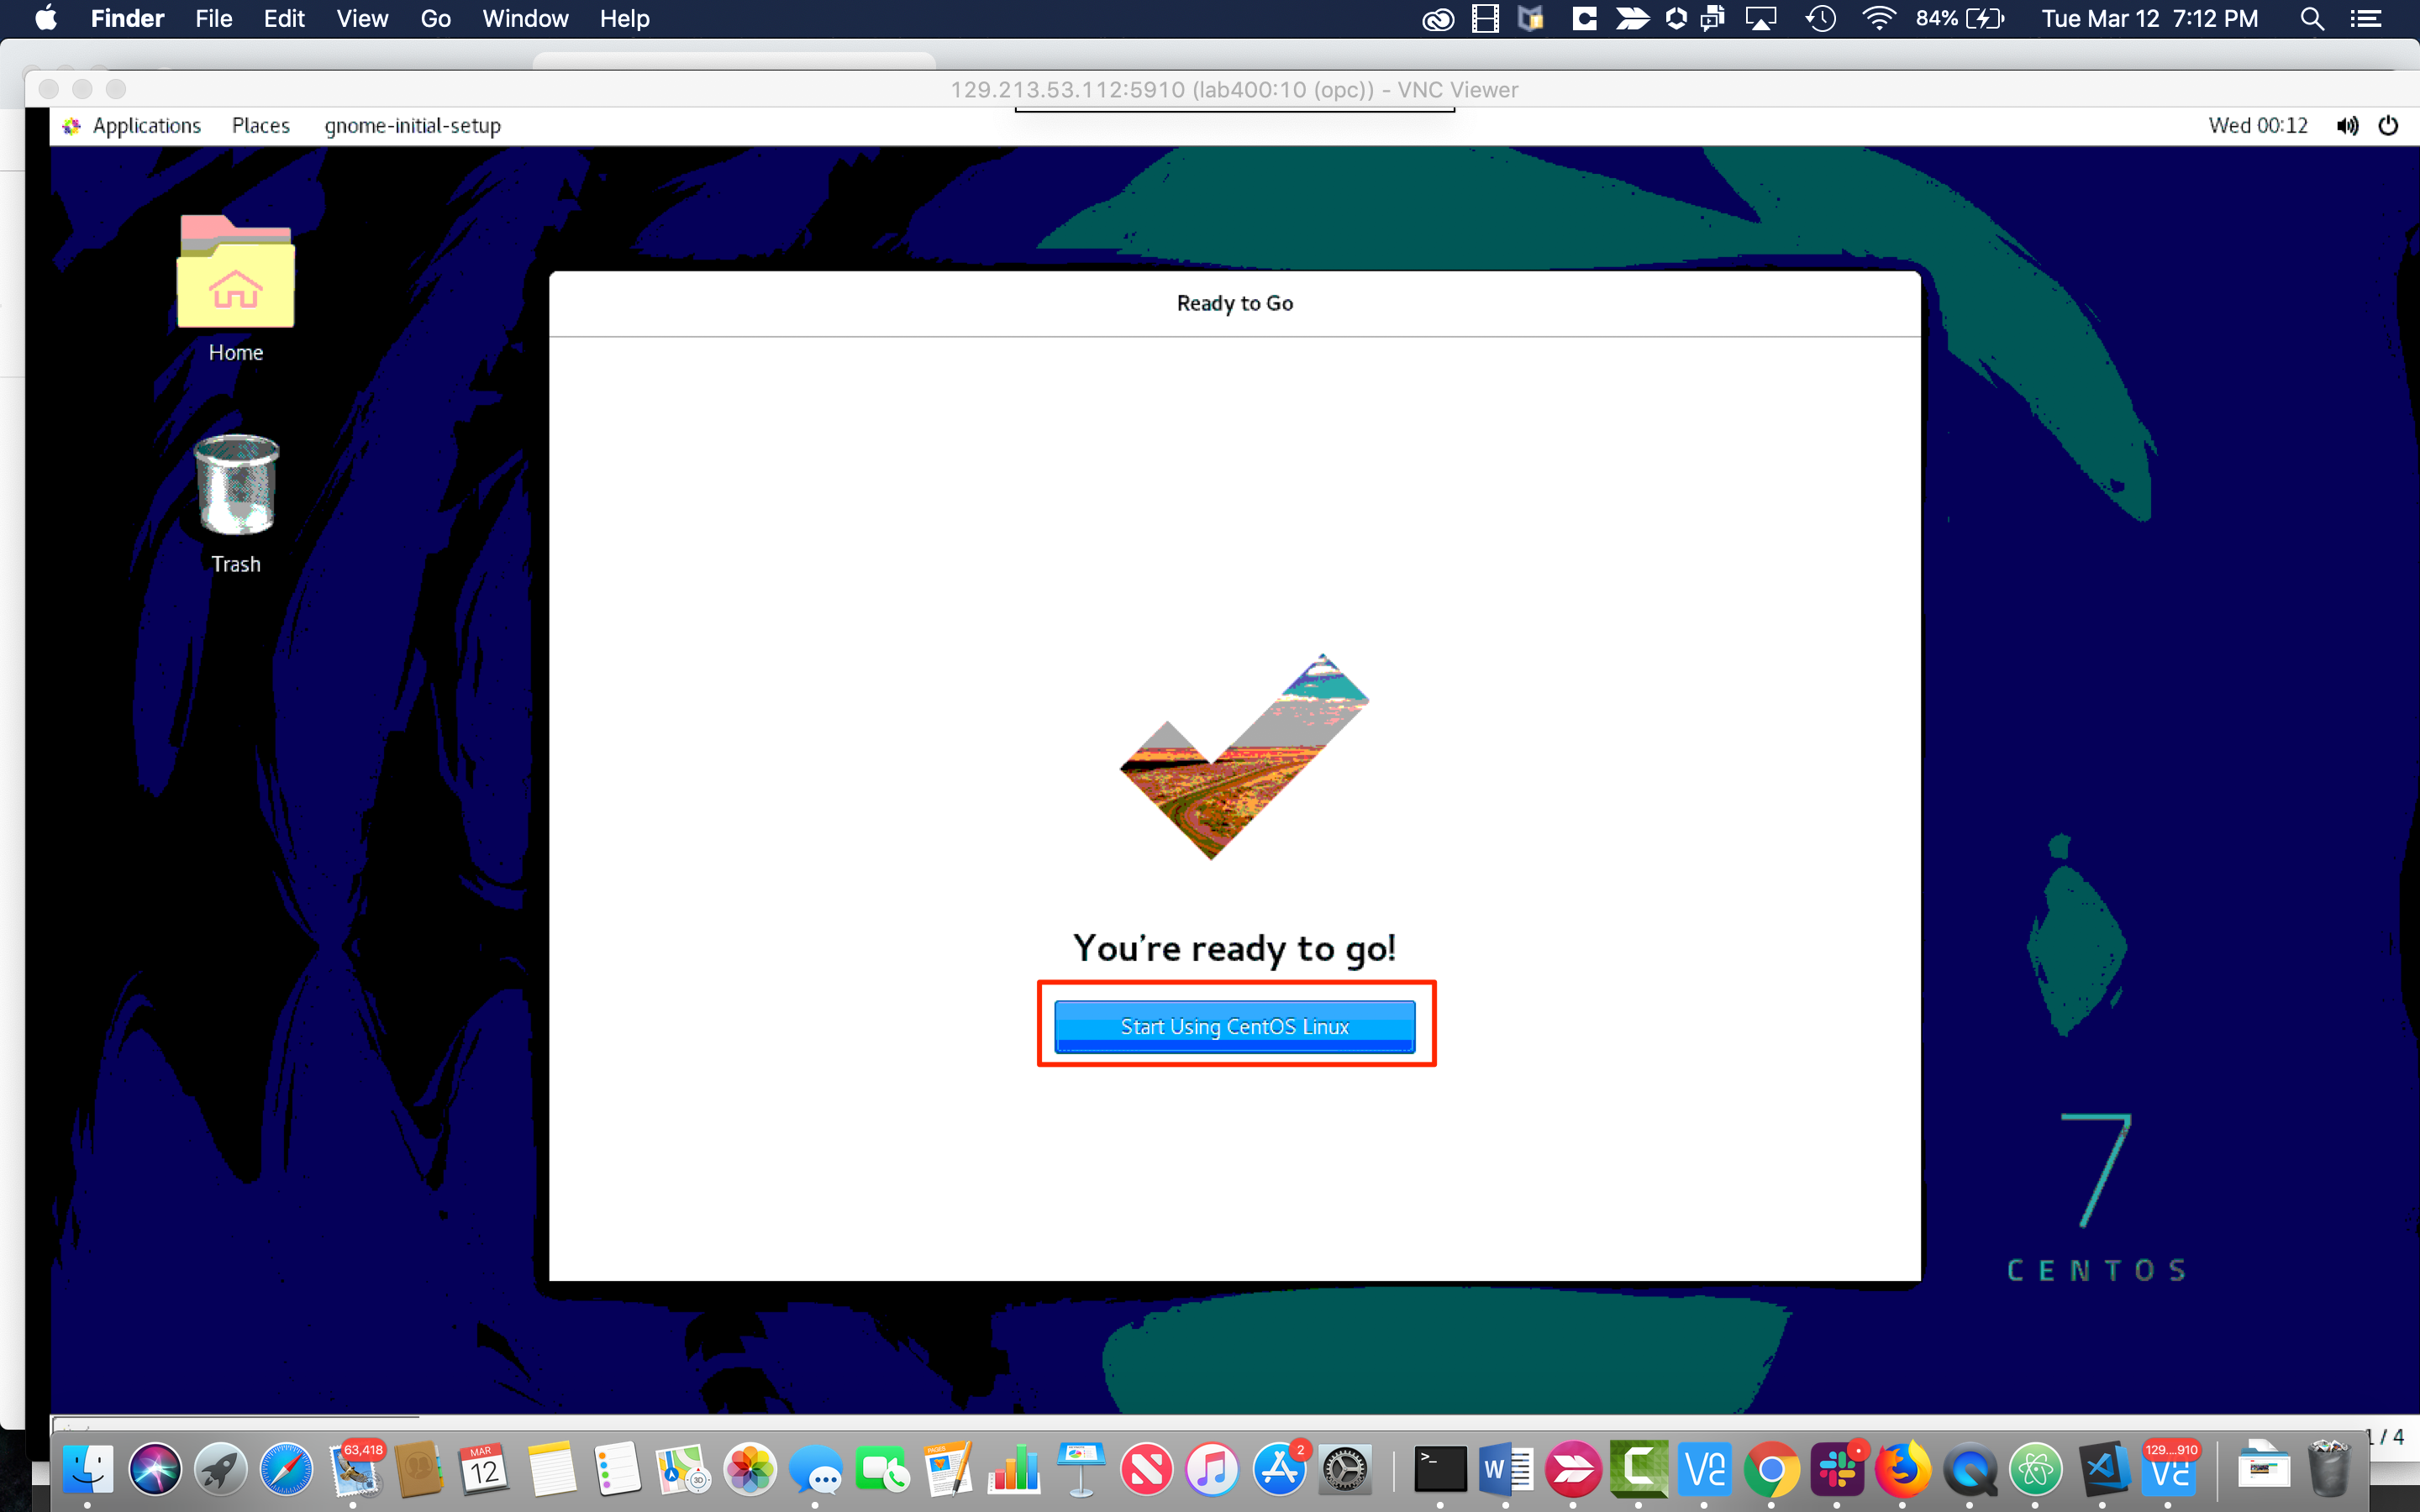 Finder File Edit View Go Window Help 84% Tue Mar 12 7:12 PM
129.213.53.112:5910 (lab400:10 (opc)) - VNC Viewer
Applications Places gnome-initial-setup Wed 00:12
Ready to Go
Home
Trash
You're ready to go!
Start Using CentOS Linux
7
CENTOS
1 / 4
63,418
MAR
12
3D
PAGES
2
>_
W
129....910
VC